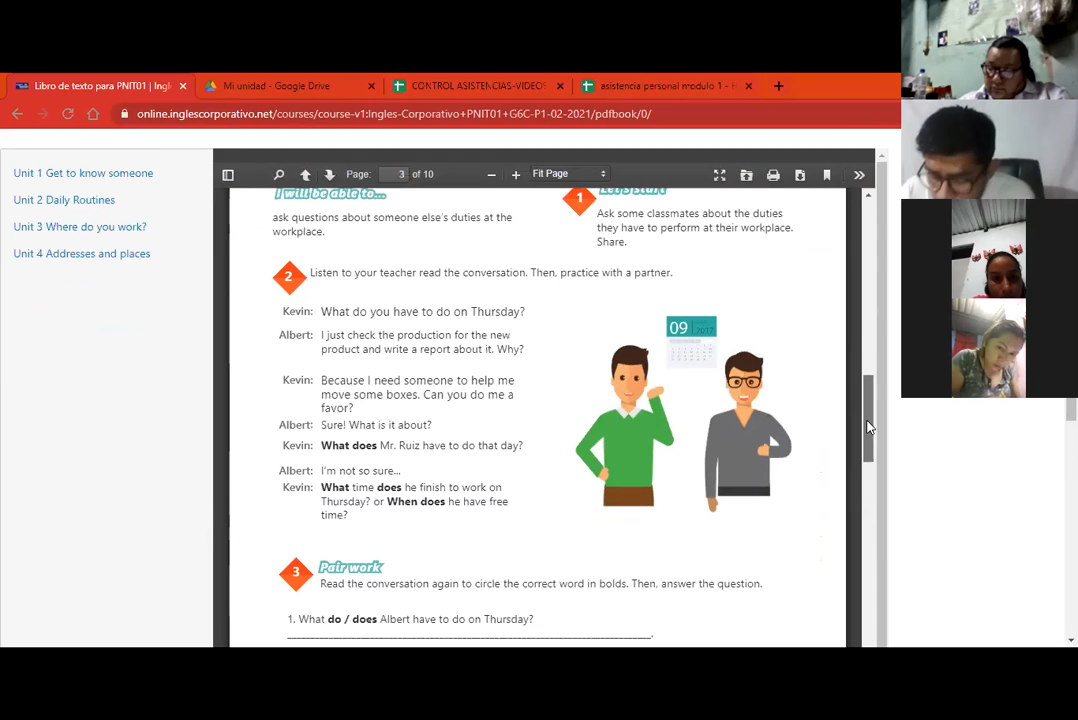 Libro de texto para PNIT01 | Ingl
Mi unidad - Google Drive
CONTROL ASISTENCIAS-VIDEO
asistencia personal modulo 1 - H
online.inglescorporativo.net/courses/course-v1:Ingles-Corporativo+PNIT01+G6C-P1-02-2021/pdfbook/0/
Unit 1 Get to know someone
Unit 2 Daily Routines
Unit 3 Where do you work?
Unit 4 Addresses and places
Page: 3 of 10
Fit Page
I will be able to...
ask questions about someone else's duties at the
workplace.
1 Let's start
Ask some classmates about the duties
they have to perform at their workplace.
Share.
2 Listen to your teacher read the conversation. Then, practice with a partner.
Kevin: What do you have to do on Thursday?
Albert: I just check the production for the new
product and write a report about it. Why?
Kevin: Because I need someone to help me
move some boxes. Can you do me a
favor?
Albert: Sure! What is it about?
Kevin: What does Mr. Ruiz have to do that day?
Albert: I'm not so sure...
Kevin: What time does he finish to work on
Thursday? or When does he have free
time?
09
2017
3 Pair work
Read the conversation again to circle the correct word in bolds. Then, answer the question.
1. What do / does Albert have to do on Thursday?